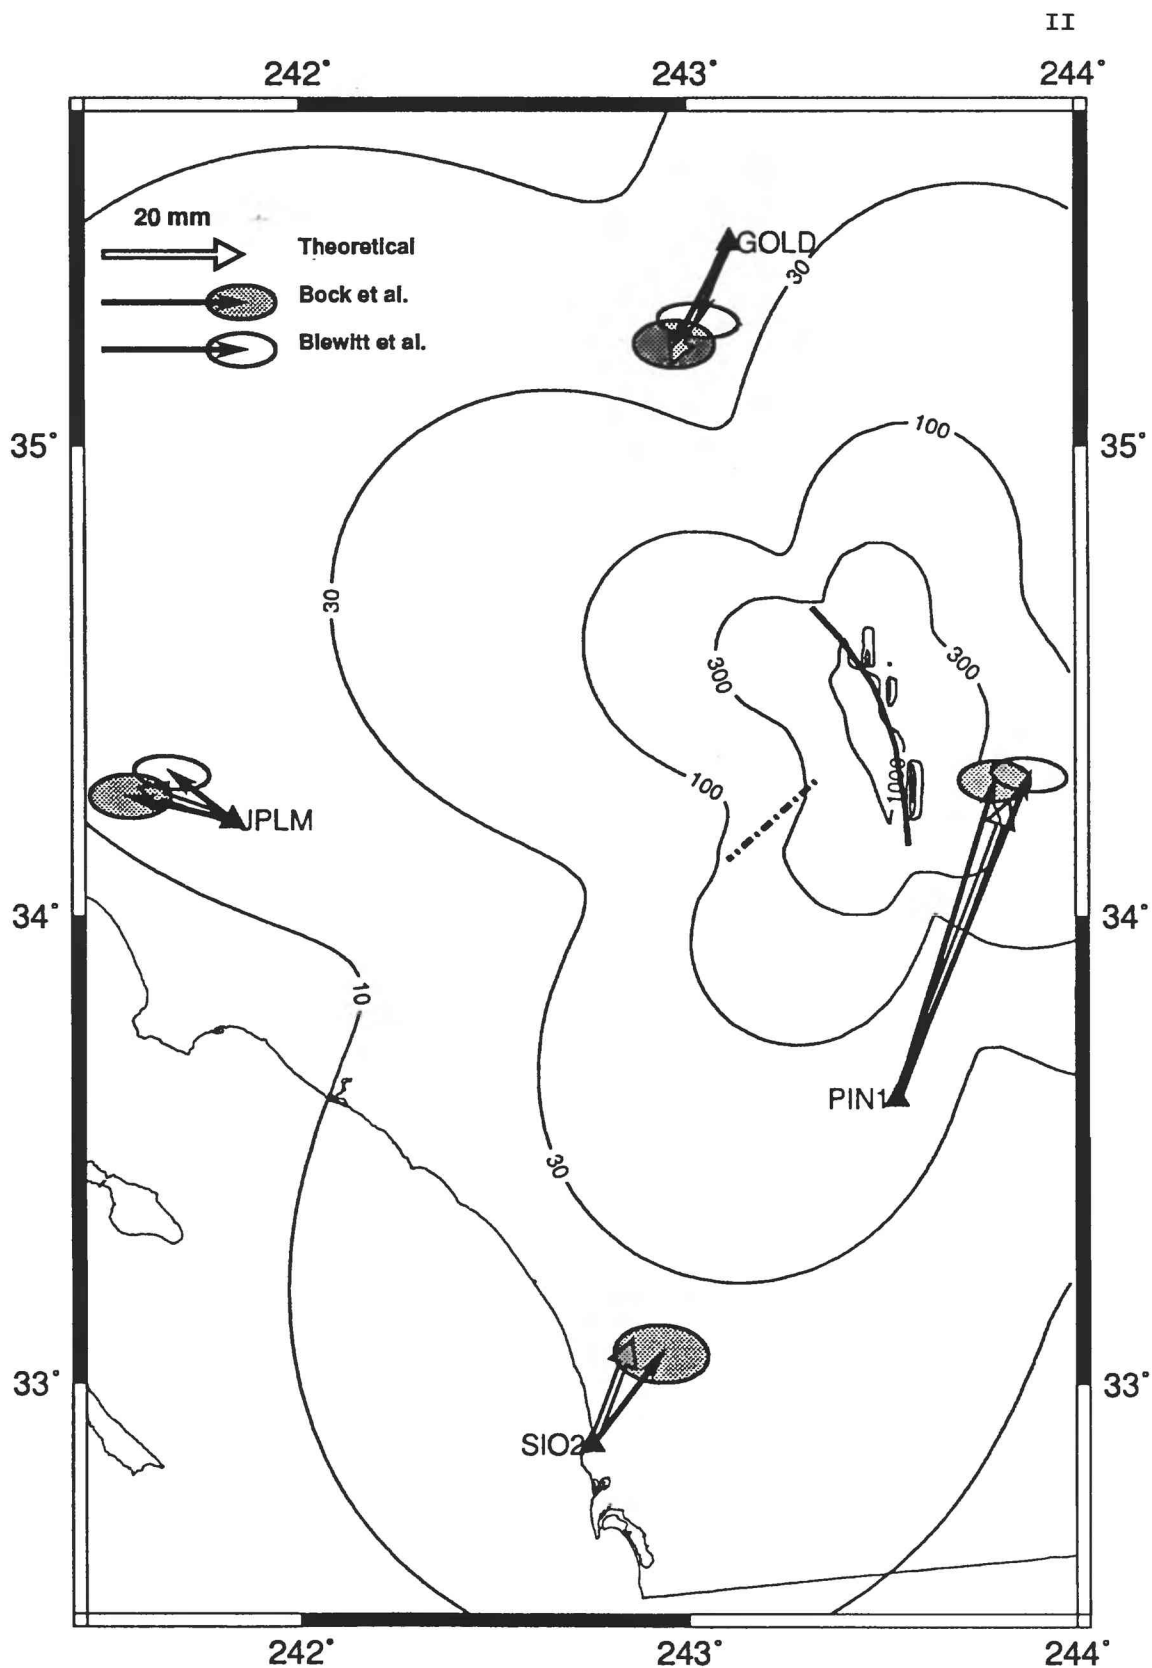 II
242° 243° 244°
20 mm
Theoretical
GOLD
30
Bock et al.
Blewitt et al.
35° 100 35°
30
300 300
100 1000
JPLM
34° 34°
10
PIN1
30
33° 33°
SIO2
242° 243° 244°